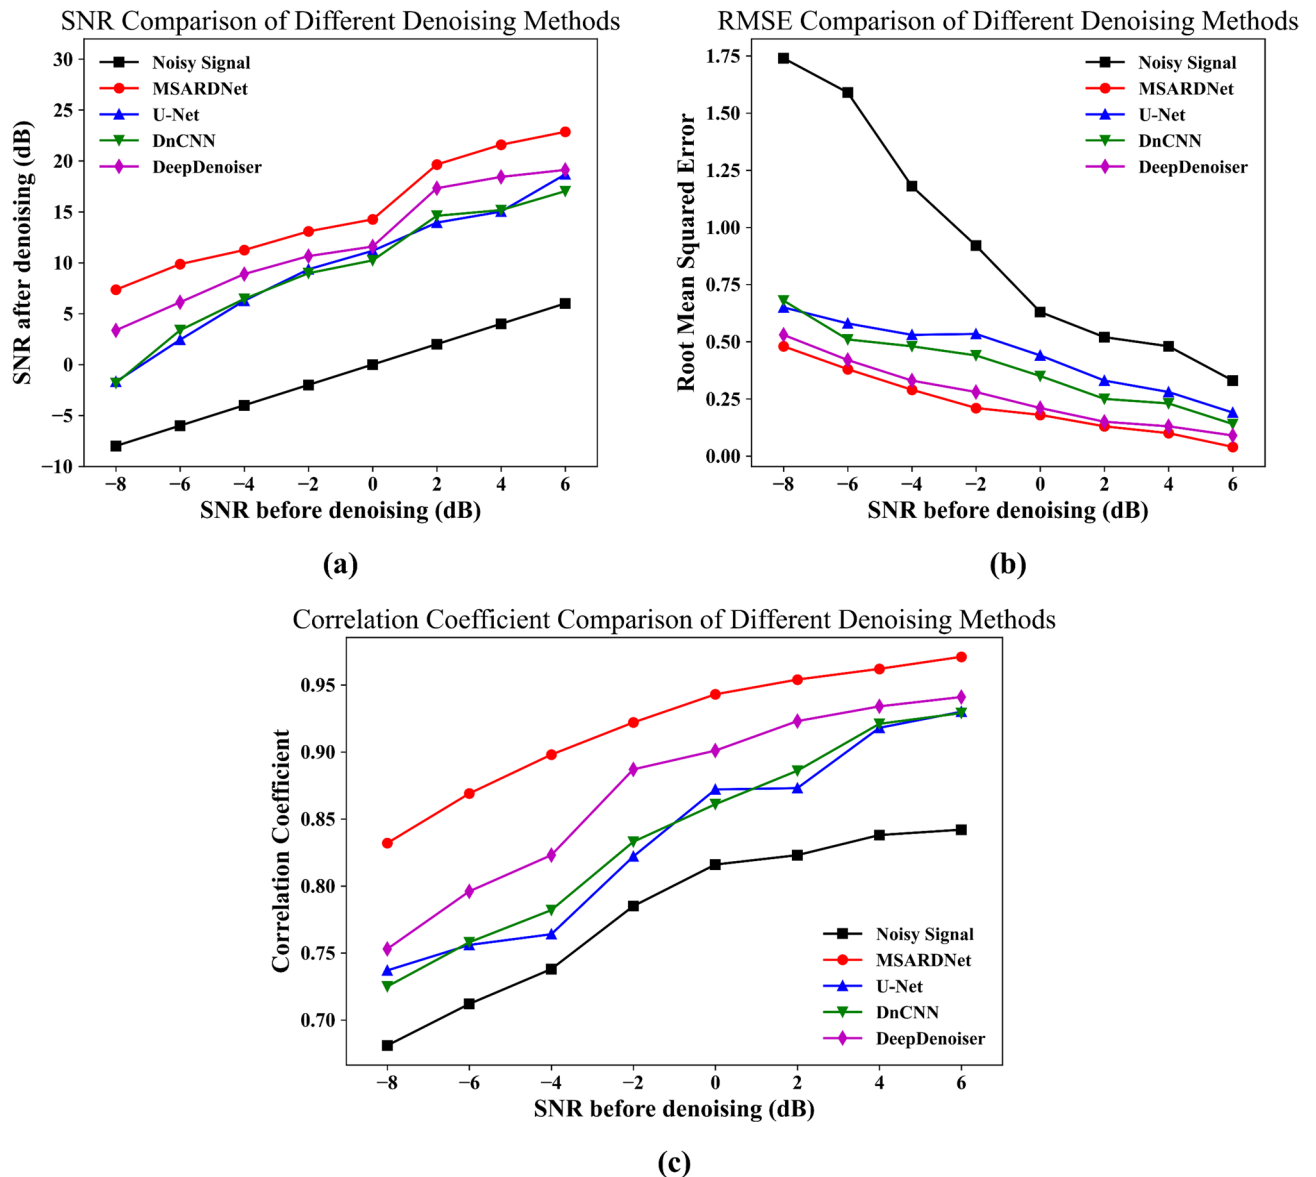 SNR Comparison of Different Denoising Methods
30
25
20
15
10
5
0
−5
−10
SNR after denoising (dB)
Noisy Signal
MSARDNet
U-Net
DnCNN
DeepDenoiser
−8 −6 −4 −2 0 2 4 6
SNR before denoising (dB)
(a)
RMSE Comparison of Different Denoising Methods
1.75
1.50
1.25
1.00
0.75
0.50
0.25
0.00
Root Mean Squared Error
Noisy Signal
MSARDNet
U-Net
DnCNN
DeepDenoiser
−8 −6 −4 −2 0 2 4 6
SNR before denoising (dB)
(b)
Correlation Coefficient Comparison of Different Denoising Methods
0.95
0.90
0.85
0.80
0.75
0.70
Correlation Coefficient
Noisy Signal
MSARDNet
U-Net
DnCNN
DeepDenoiser
−8 −6 −4 −2 0 2 4 6
SNR before denoising (dB)
(c)